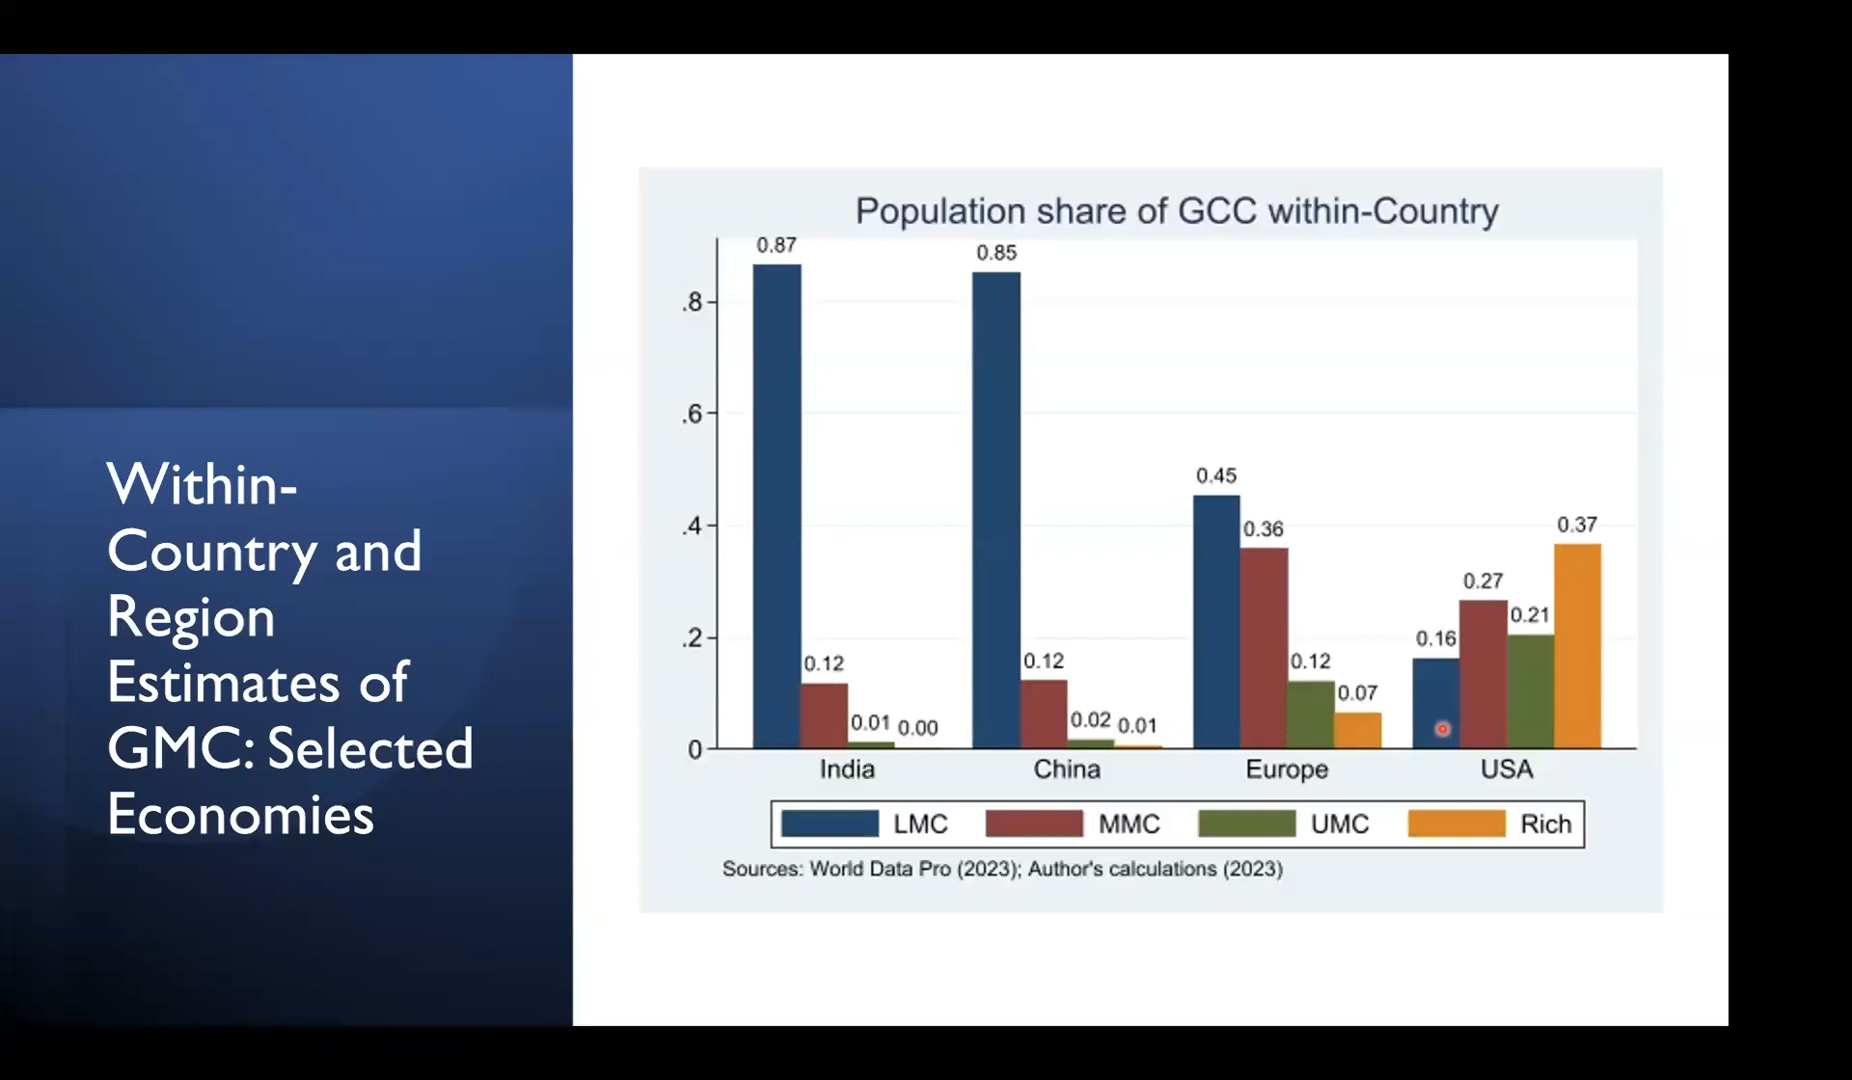 Within-
Country and
Region
Estimates of
GMC: Selected
Economies
Population share of GCC within-Country
.8
.6
.4
.2
0
0.87
0.12
0.01
0.00
0.85
0.12
0.02
0.01
0.45
0.36
0.12
0.07
0.16
0.27
0.21
0.37
India
China
Europe
USA
LMC
MMC
UMC
Rich
Sources: World Data Pro (2023); Author's calculations (2023)